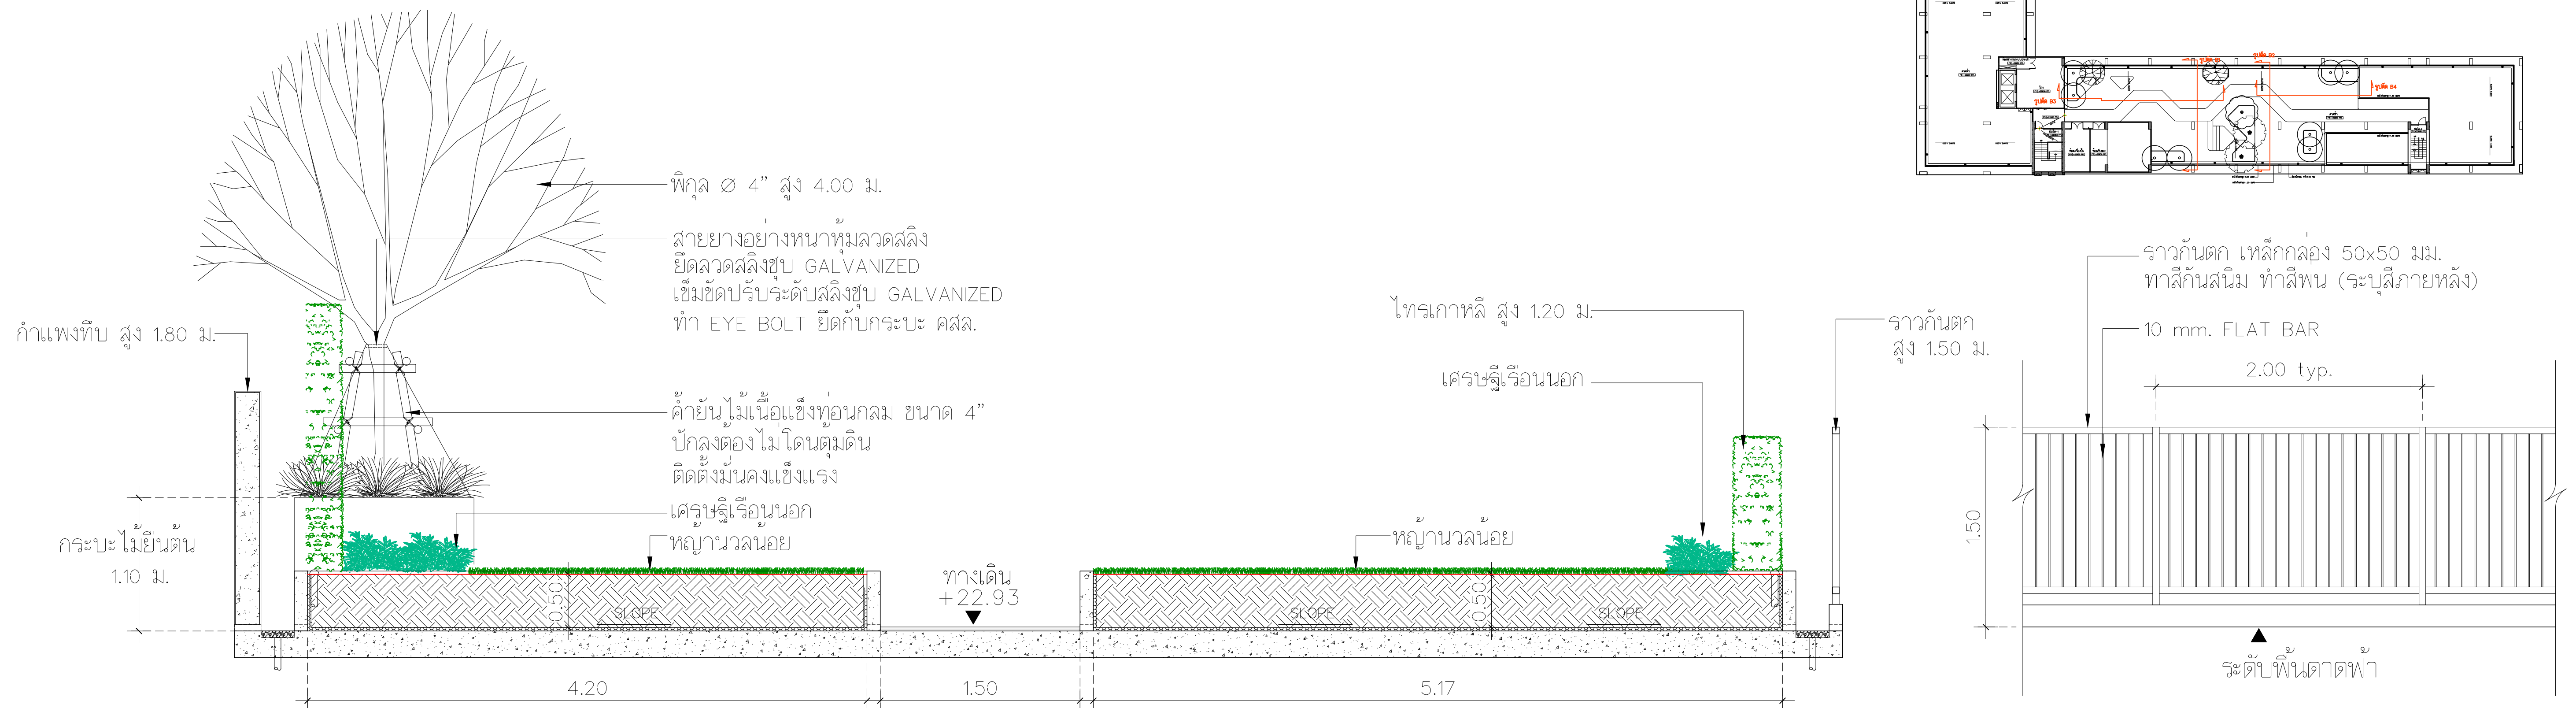 พิกุล Ø 4” สูง 4.00 ม.
สายยางอย่างหนาหุ้มลวดสลิง
ยึดลวดสลิงชุบ GALVANIZED
เข็มขัดปรับระดับสลิงชุบ GALVANIZED
ทำ EYE BOLT ยึดกับกระบะ คสล.
กำแพงทึบ สูง 1.80 ม.
ค้ำยันไม้เนื้อแข็งท่อนกลม ขนาด 4”
ปักลงต้องไม่โดนตุ้มดิน
ติดตั้งมั่นคงแข็งแรง
เศรษฐีเรือนนอก
หญ้านวลน้อย
กระบะไม้ยืนต้น
1.10 ม.
0.50
SLOPE
ทางเดิน
+22.93
ไทรเกาหลี สูง 1.20 ม.
เศรษฐีเรือนนอก
หญ้านวลน้อย
ราวกันตก
สูง 1.50 ม.
SLOPE
0.50
SLOPE
4.20
1.50
5.17
รูปตัด B3
รูปตัด B4
ราวกันตก เหล็กกล่อง 50x50 มม.
ทาสีกันสนิม ทำสีพ่น (ระบุสีภายหลัง)
10 mm. FLAT BAR
2.00 typ.
1.50
ระดับพื้นดาดฟ้า